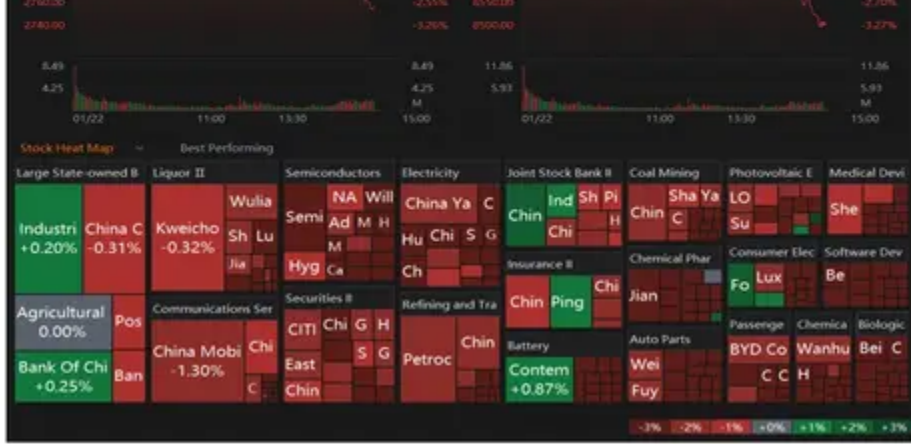 2740.00
-3.20%
8500.00
-3.27%
8.49
8.49
11.86
11.86
4.25
4.25
5.93
5.93
M
M
01/22
11:00
13:30
15:00
01/22
11:00
13:30
15:00
Stock Heat Map
Best Performing
Large State-owned B
Industri
+0.20%
China C
-0.31%
Agricultural
0.00%
Pos
Bank Of Chi
+0.25%
Ban
Liquor II
Kweicho
-0.32%
Wulia
Sh
Lu
Jia
Communications Ser
China Mobi
-1.30%
Chi
C
Semiconductors
Semi
NA
Will
Ad
M
H
M
Hyg
Ca
Securities II
CITI
Chi
G
H
East
S
G
Chin
Electricity
China Ya
C
Hu
Chi
S
G
Ch
Refining and Tra
Petroc
Chin
Joint Stock Bank II
Chin
Ind
Sh
Pi
Chi
H
Insurance II
Chin
Ping
Chi
Battery
Contem
+0.87%
Coal Mining
Chin
Sha
Ya
C
Chemical Phar
Jian
Auto Parts
Wei
Fuy
Photovoltaic E
LO
Su
Consumer Elec
Fo
Lux
Passenge
BYD Co
C
C
Chemica
Wanhu
H
Medical Devi
She
Software Dev
Be
Biologic
Bei
C
-3%
-2%
-1%
+0%
+1%
+2%
+3%